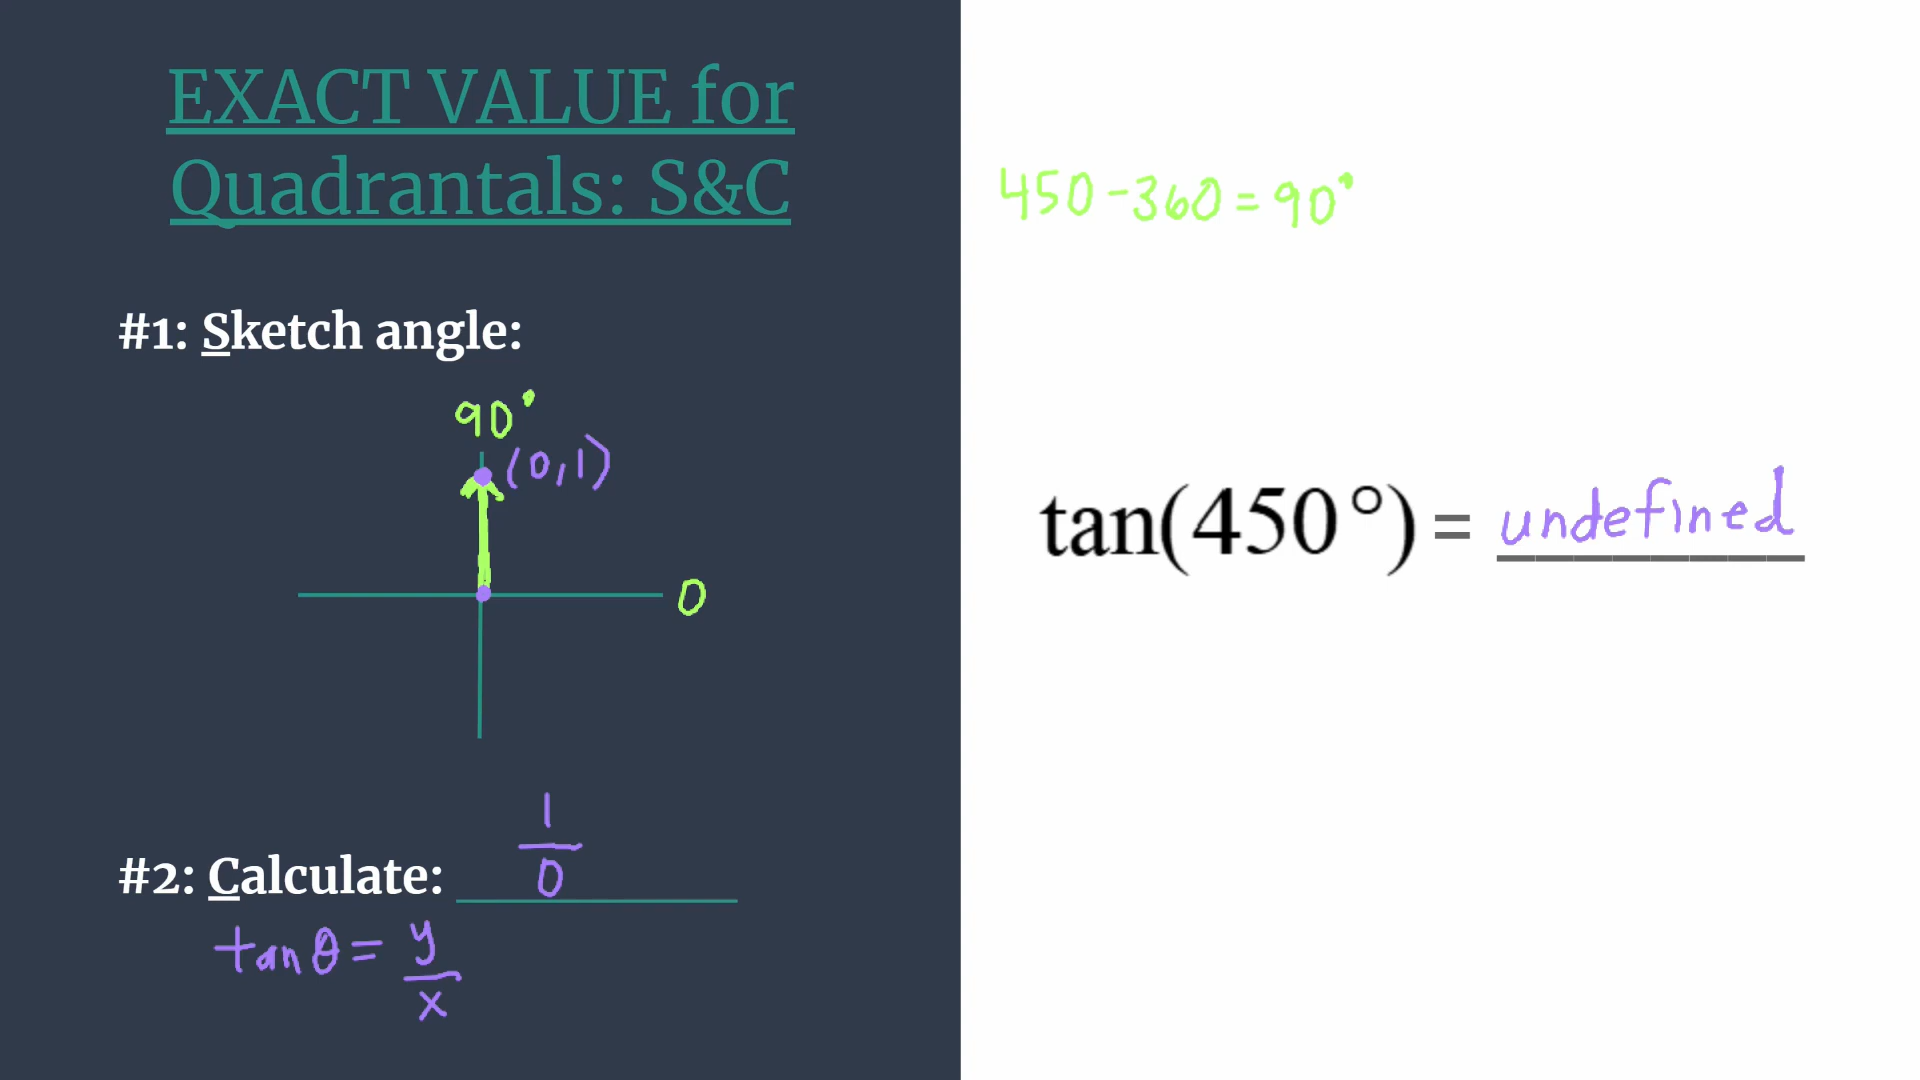 EXACT VALUE for
Quadrantals: S&C
#1: Sketch angle:
90°
(0,1)
0
#2: Calculate: 1/0
tan θ = y/x
450 - 360 = 90°
tan(450°) = undefined